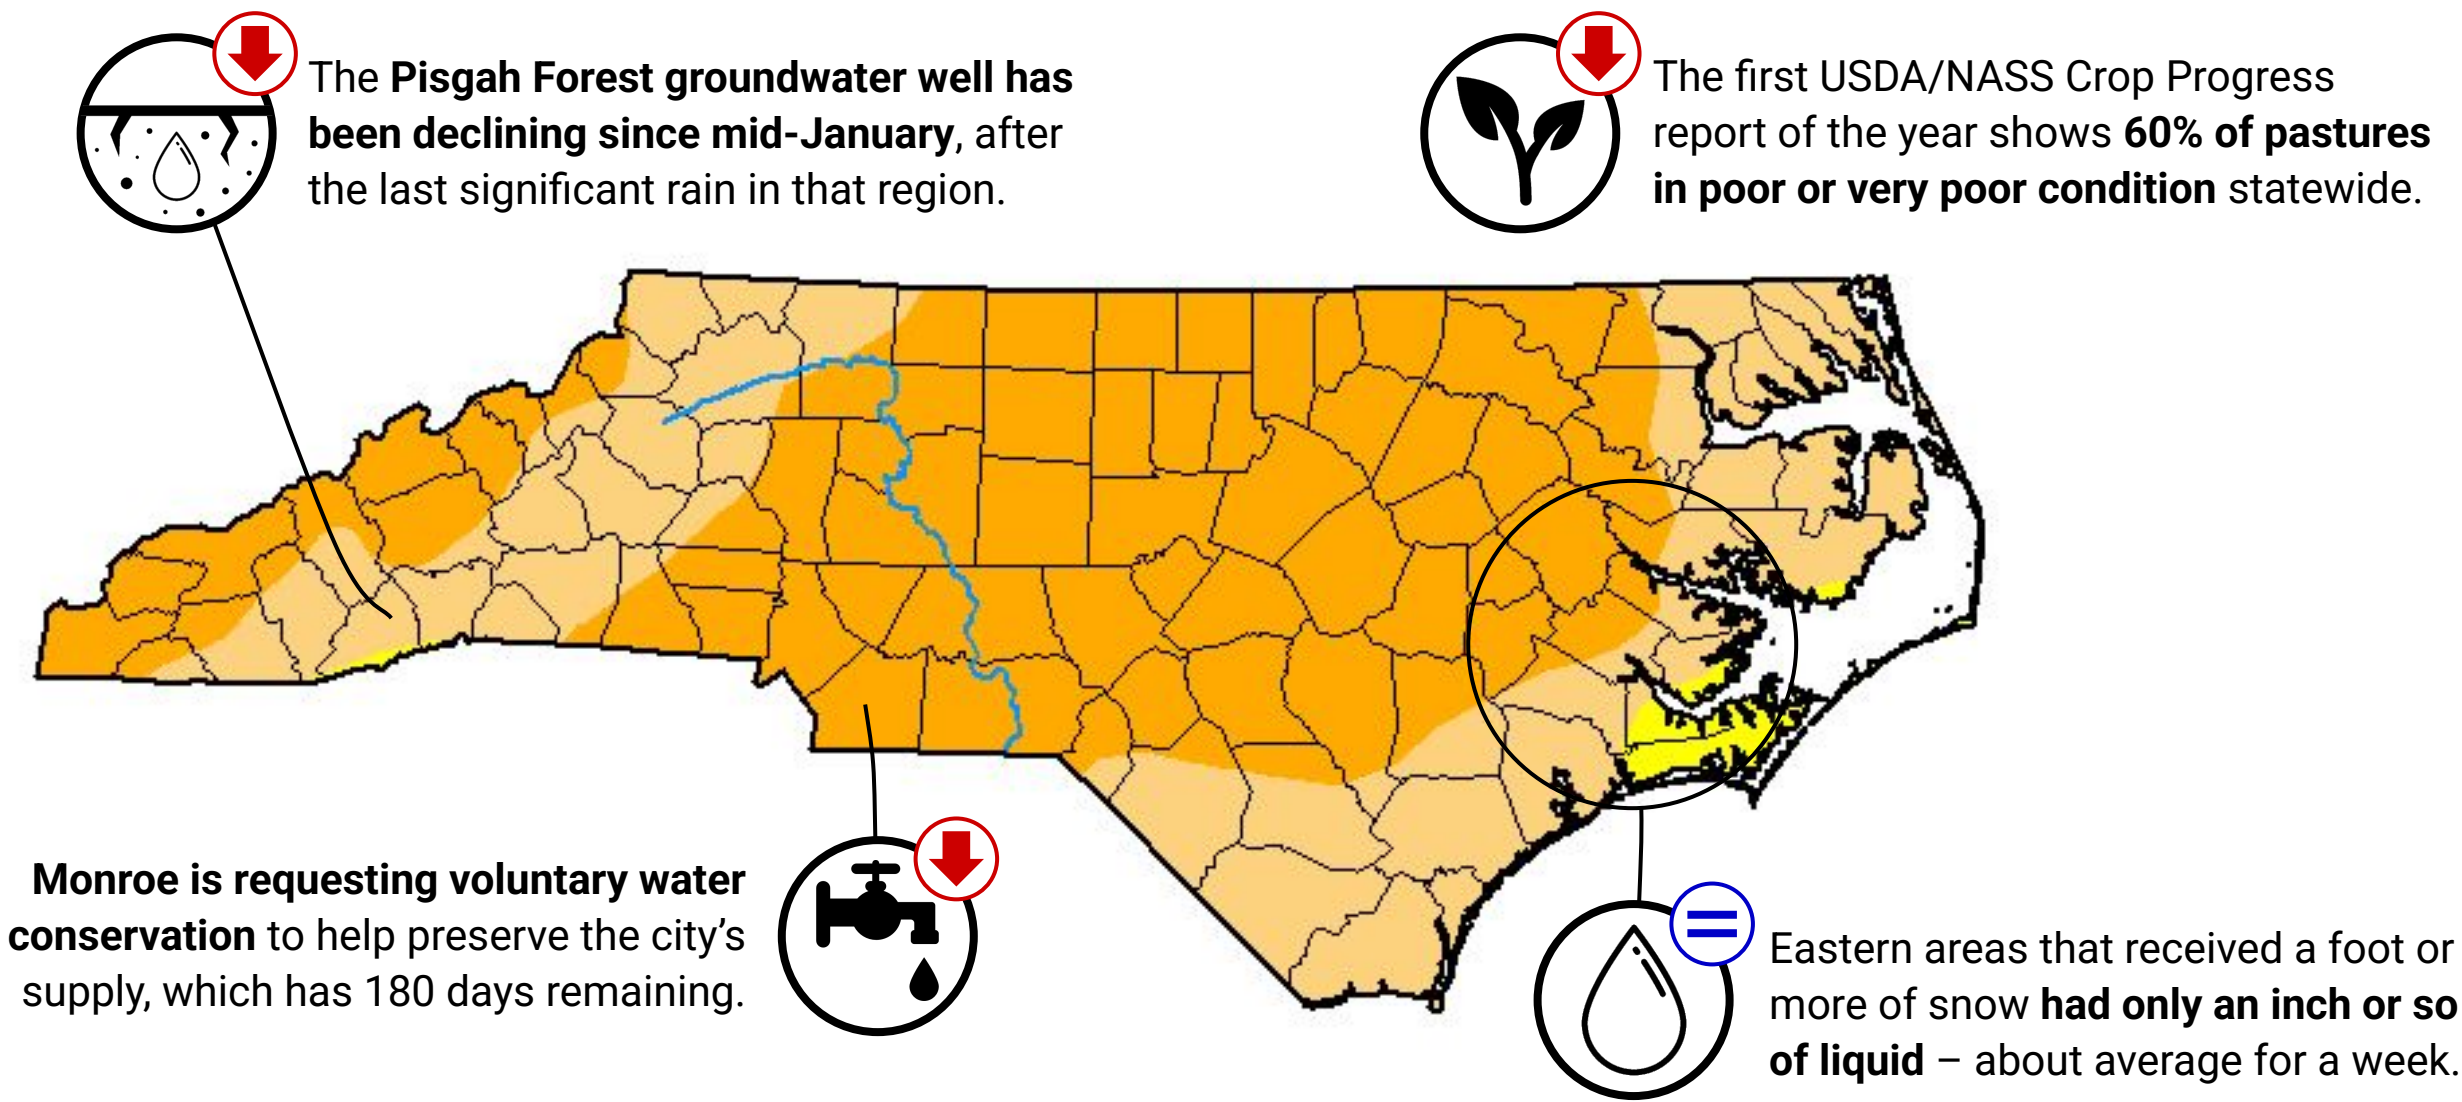 The Pisgah Forest groundwater well has
been declining since mid-January, after
the last significant rain in that region.
The first USDA/NASS Crop Progress
report of the year shows 60% of pastures
in poor or very poor condition statewide.
Monroe is requesting voluntary water
conservation to help preserve the city's
supply, which has 180 days remaining.
Eastern areas that received a foot or
more of snow had only an inch or so
of liquid – about average for a week.